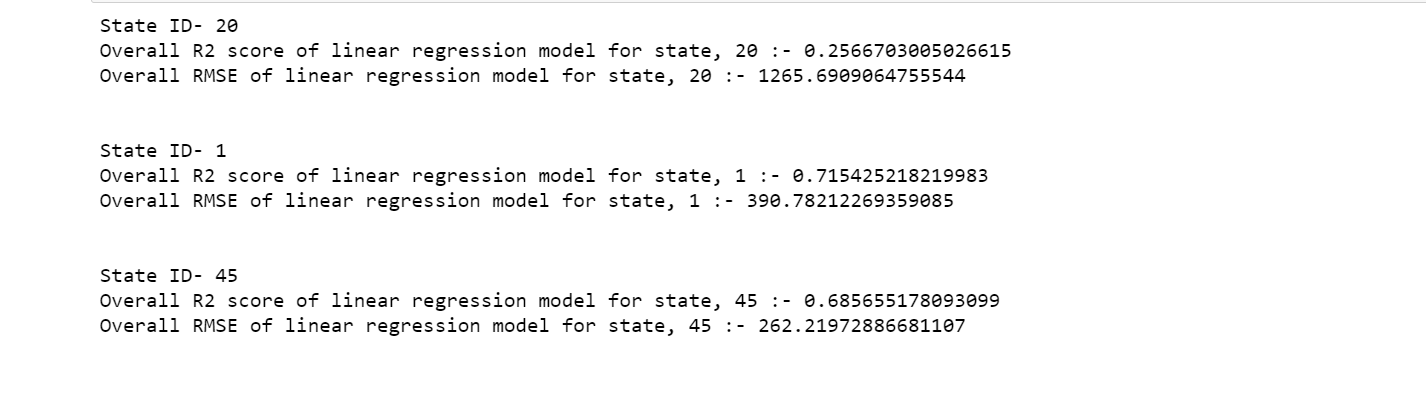 State ID- 20
Overall R2 score of linear regression model for state, 20 :- 0.2566703005026615
Overall RMSE of linear regression model for state, 20 :- 1265.6909064755544
State ID- 1
Overall R2 score of linear regression model for state, 1 :- 0.715425218219983
Overall RMSE of linear regression model for state, 1 :- 390.78212269359085
State ID- 45
Overall R2 score of linear regression model for state, 45 :- 0.685655178093099
Overall RMSE of linear regression model for state, 45 :- 262.21972886681107